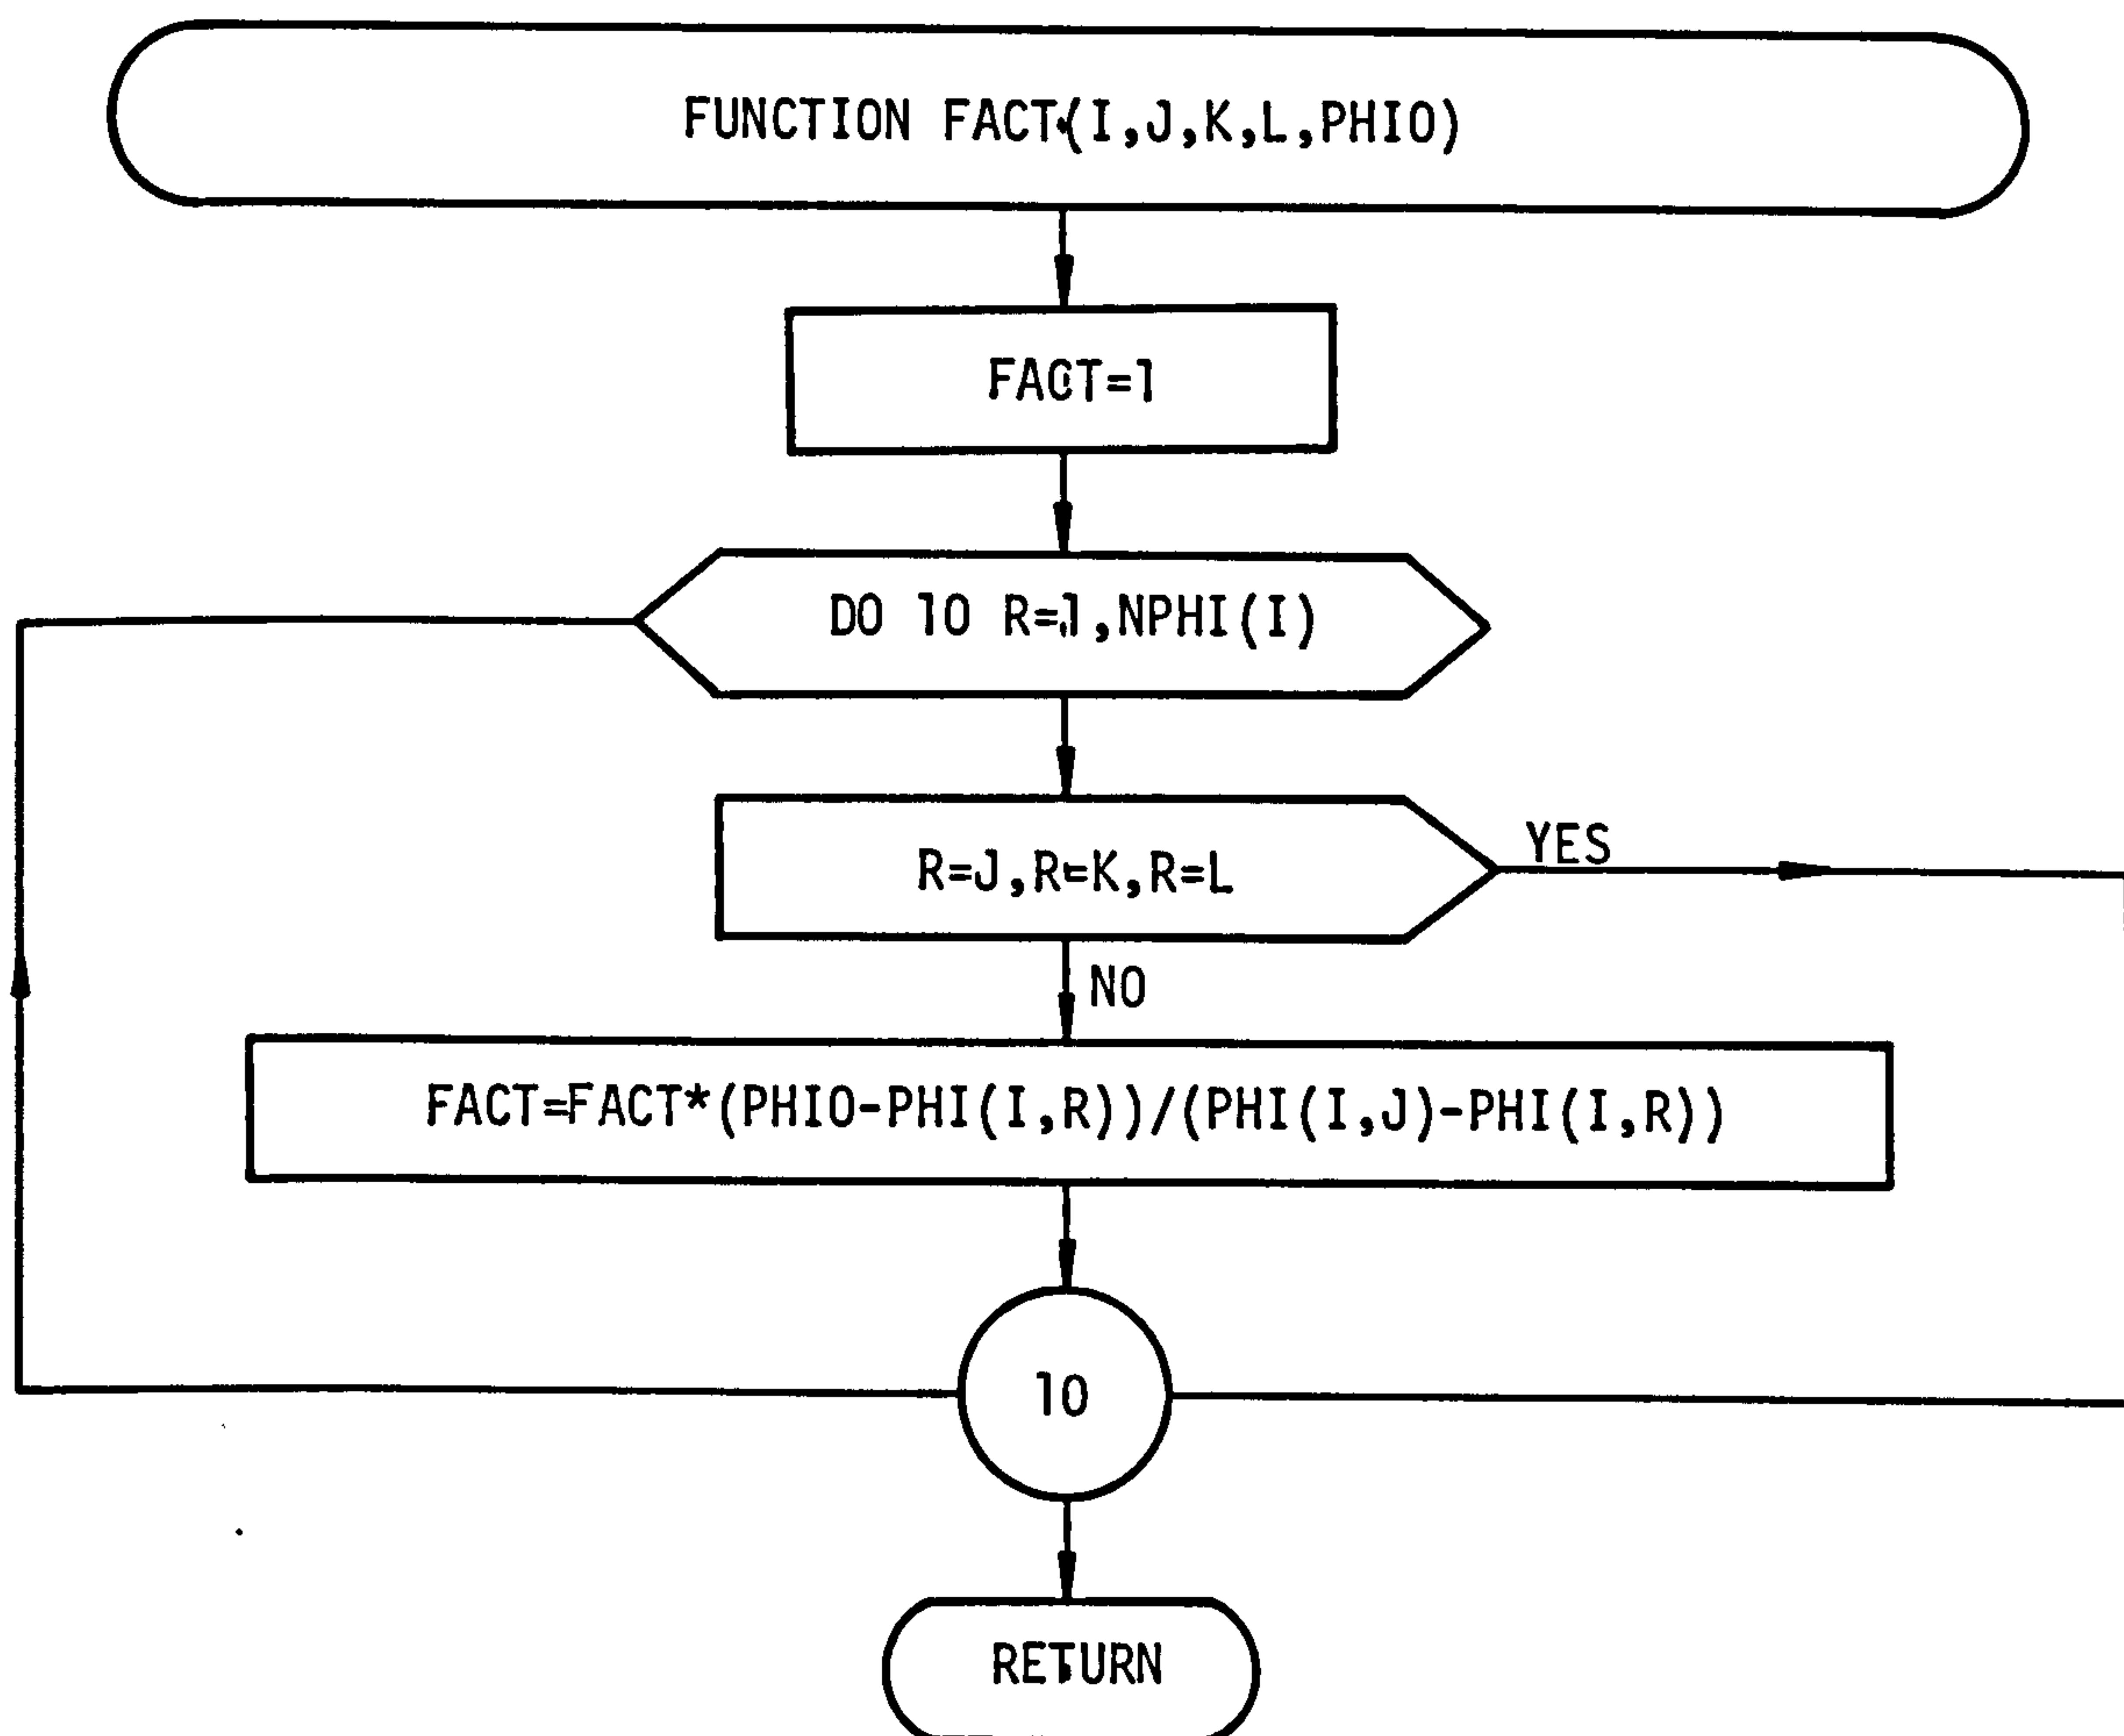 FUNCTION FACT(I,J,K,L,PHIO)
FACT=1
DO 10 R=1,NPHI(I)
R=J,R=K,R=L
YES
NO
FACT=FACT*(PHIO-PHI(I,R))/(PHI(I,J)-PHI(I,R))
10
RETURN